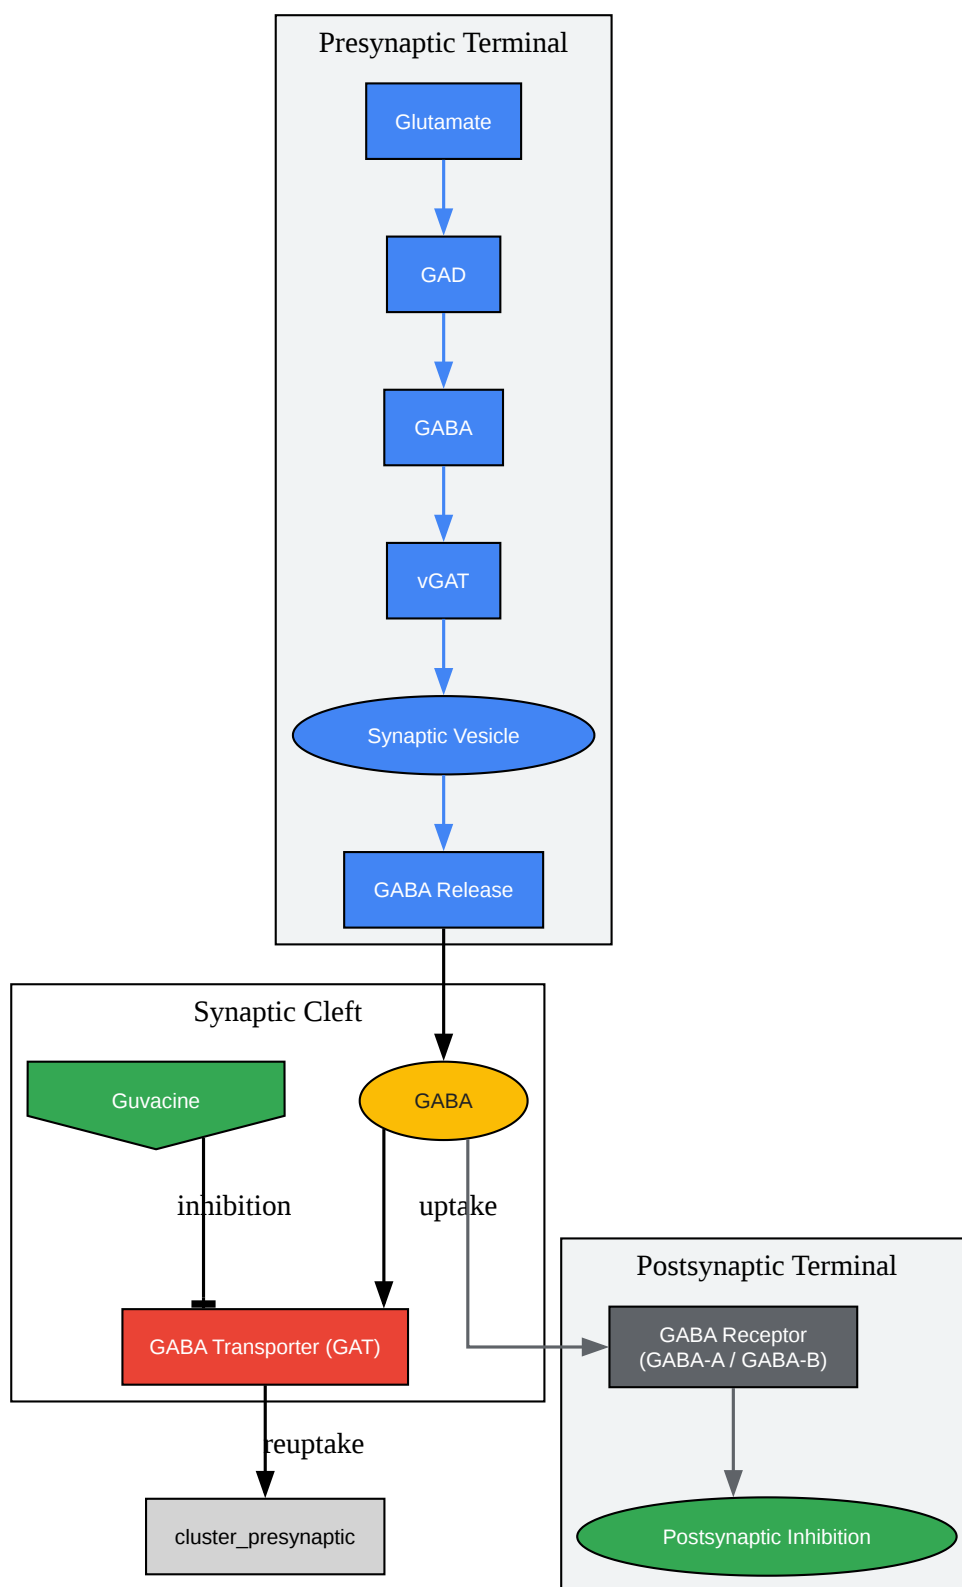 Presynaptic Terminal
Glutamate
GAD
GABA
vGAT
Synaptic Vesicle
GABA Release
Synaptic Cleft
Guvacine
GABA
inhibition
uptake
Postsynaptic Terminal
GABA Transporter (GAT)
GABA Receptor
(GABA-A / GABA-B)
reuptake
cluster_presynaptic
Postsynaptic Inhibition